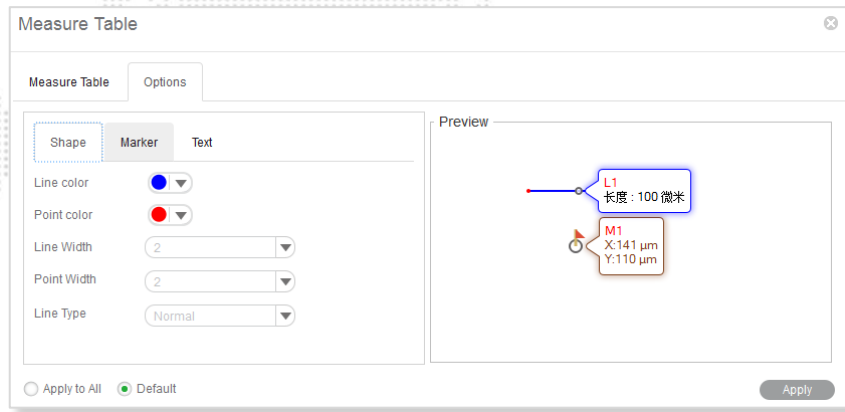 Measure Table
Measure Table
Options
Shape
Marker
Text
Line color
Point color
Line Width
2
Point Width
2
Line Type
Normal
Preview
L1
长度 : 100 微米
M1
X:141 μm
Y:110 μm
Apply to All
Default
Apply